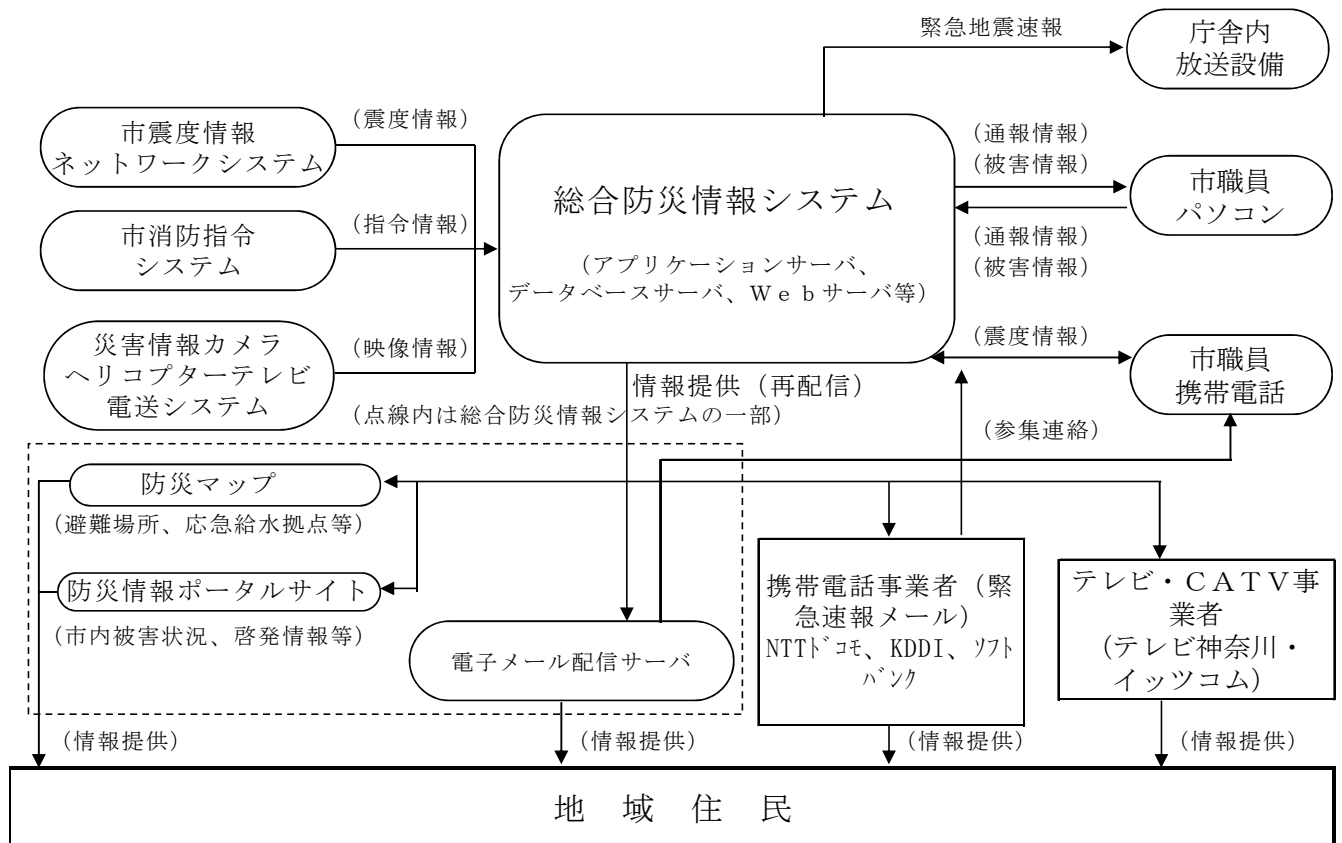 緊急地震速報
庁舎内
放送設備
市震度情報
ネットワークシステム
（震度情報）
市消防指令
システム
（指令情報）
災害情報カメラ
ヘリコプターテレビ
電送システム
（映像情報）
総合防災情報システム
（アプリケーションサーバ、
データベースサーバ、Ｗｅｂサーバ等）
（通報情報）
（被害情報）
市職員
パソコン
（通報情報）
（被害情報）
（震度情報）
市職員
携帯電話
情報提供（再配信）
（点線内は総合防災情報システムの一部）
（参集連絡）
防災マップ
（避難場所、応急給水拠点等）
防災情報ポータルサイト
（市内被害状況、啓発情報等）
電子メール配信サーバ
携帯電話事業者（緊
急速報メール）
NTTﾄﾞｺﾓ、KDDI、ｿﾌﾄ
ﾊﾞﾝｸ
テレビ・ＣＡＴＶ事
業者
（テレビ神奈川・
イッツコム）
（情報提供）
（情報提供）
（情報提供）
（情報提供）
地　域　住　民